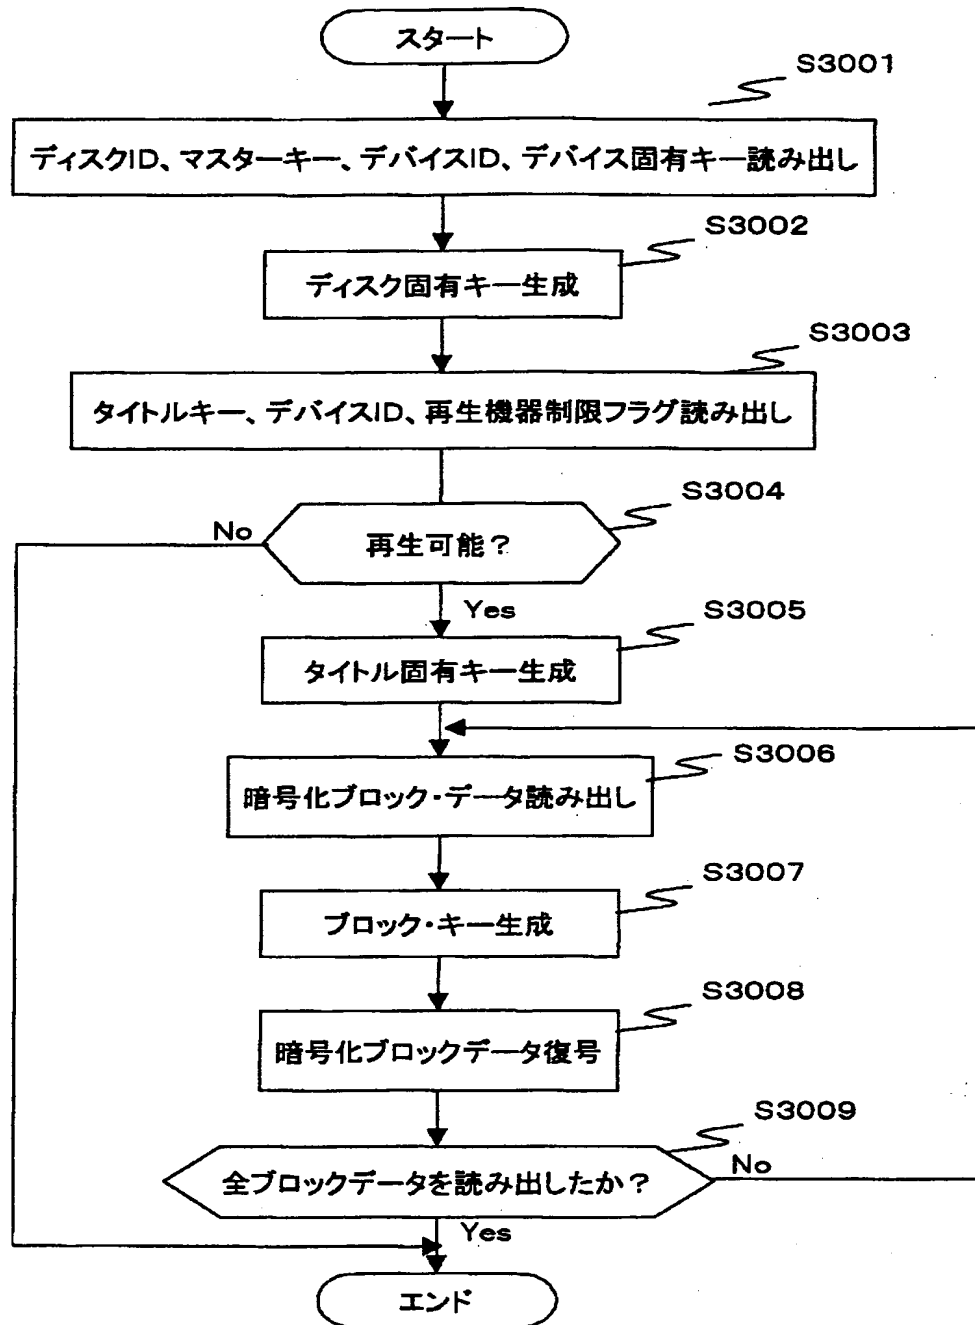 スタート
S3001
ディスクID、マスターキー、デバイスID、デバイス固有キー読み出し
S3002
ディスク固有キー生成
S3003
タイトルキー、デバイスID、再生機器制限フラグ読み出し
S3004
No
再生可能？
Yes
S3005
タイトル固有キー生成
S3006
暗号化ブロック・データ読み出し
S3007
ブロック・キー生成
S3008
暗号化ブロックデータ復号
S3009
全ブロックデータを読み出したか？
No
Yes
エンド